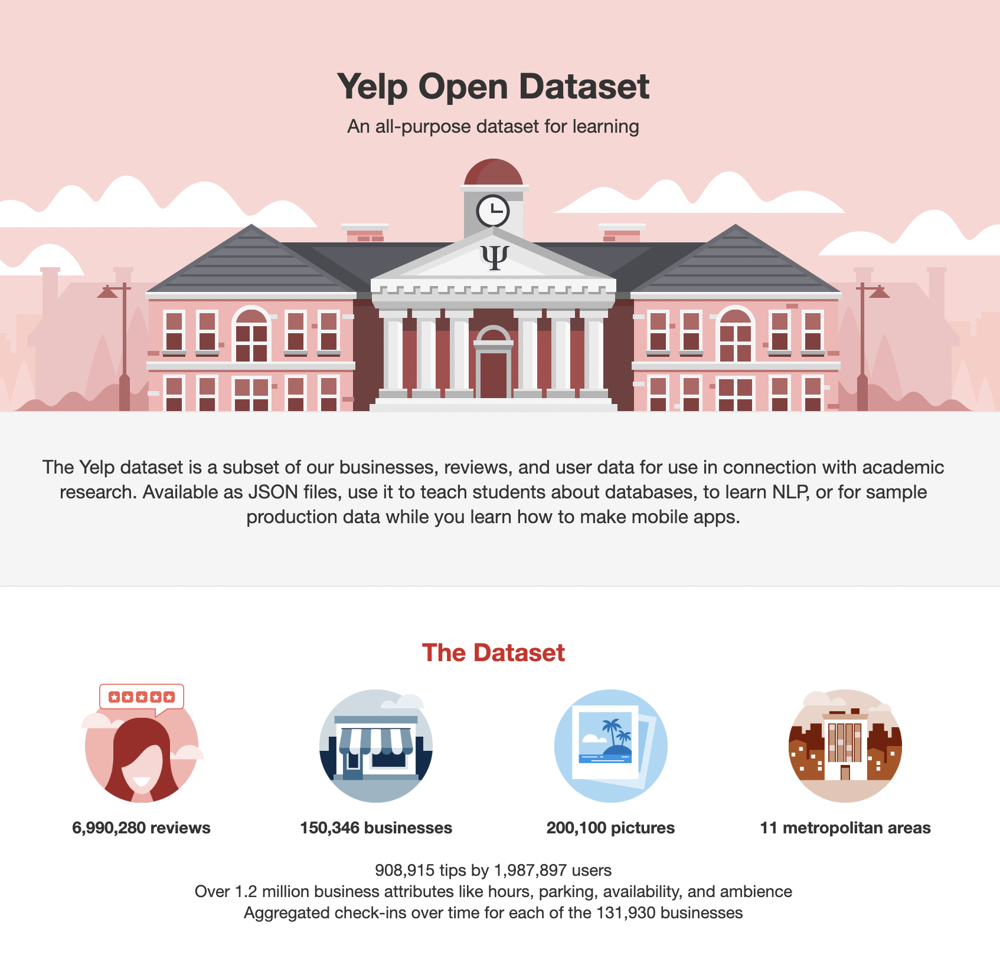 Yelp Open Dataset
An all-purpose dataset for learning
Ψ
The Yelp dataset is a subset of our businesses, reviews, and user data for use in connection with academic
research. Available as JSON files, use it to teach students about databases, to learn NLP, or for sample
production data while you learn how to make mobile apps.
The Dataset
6,990,280 reviews
150,346 businesses
200,100 pictures
11 metropolitan areas
908,915 tips by 1,987,897 users
Over 1.2 million business attributes like hours, parking, availability, and ambience
Aggregated check-ins over time for each of the 131,930 businesses